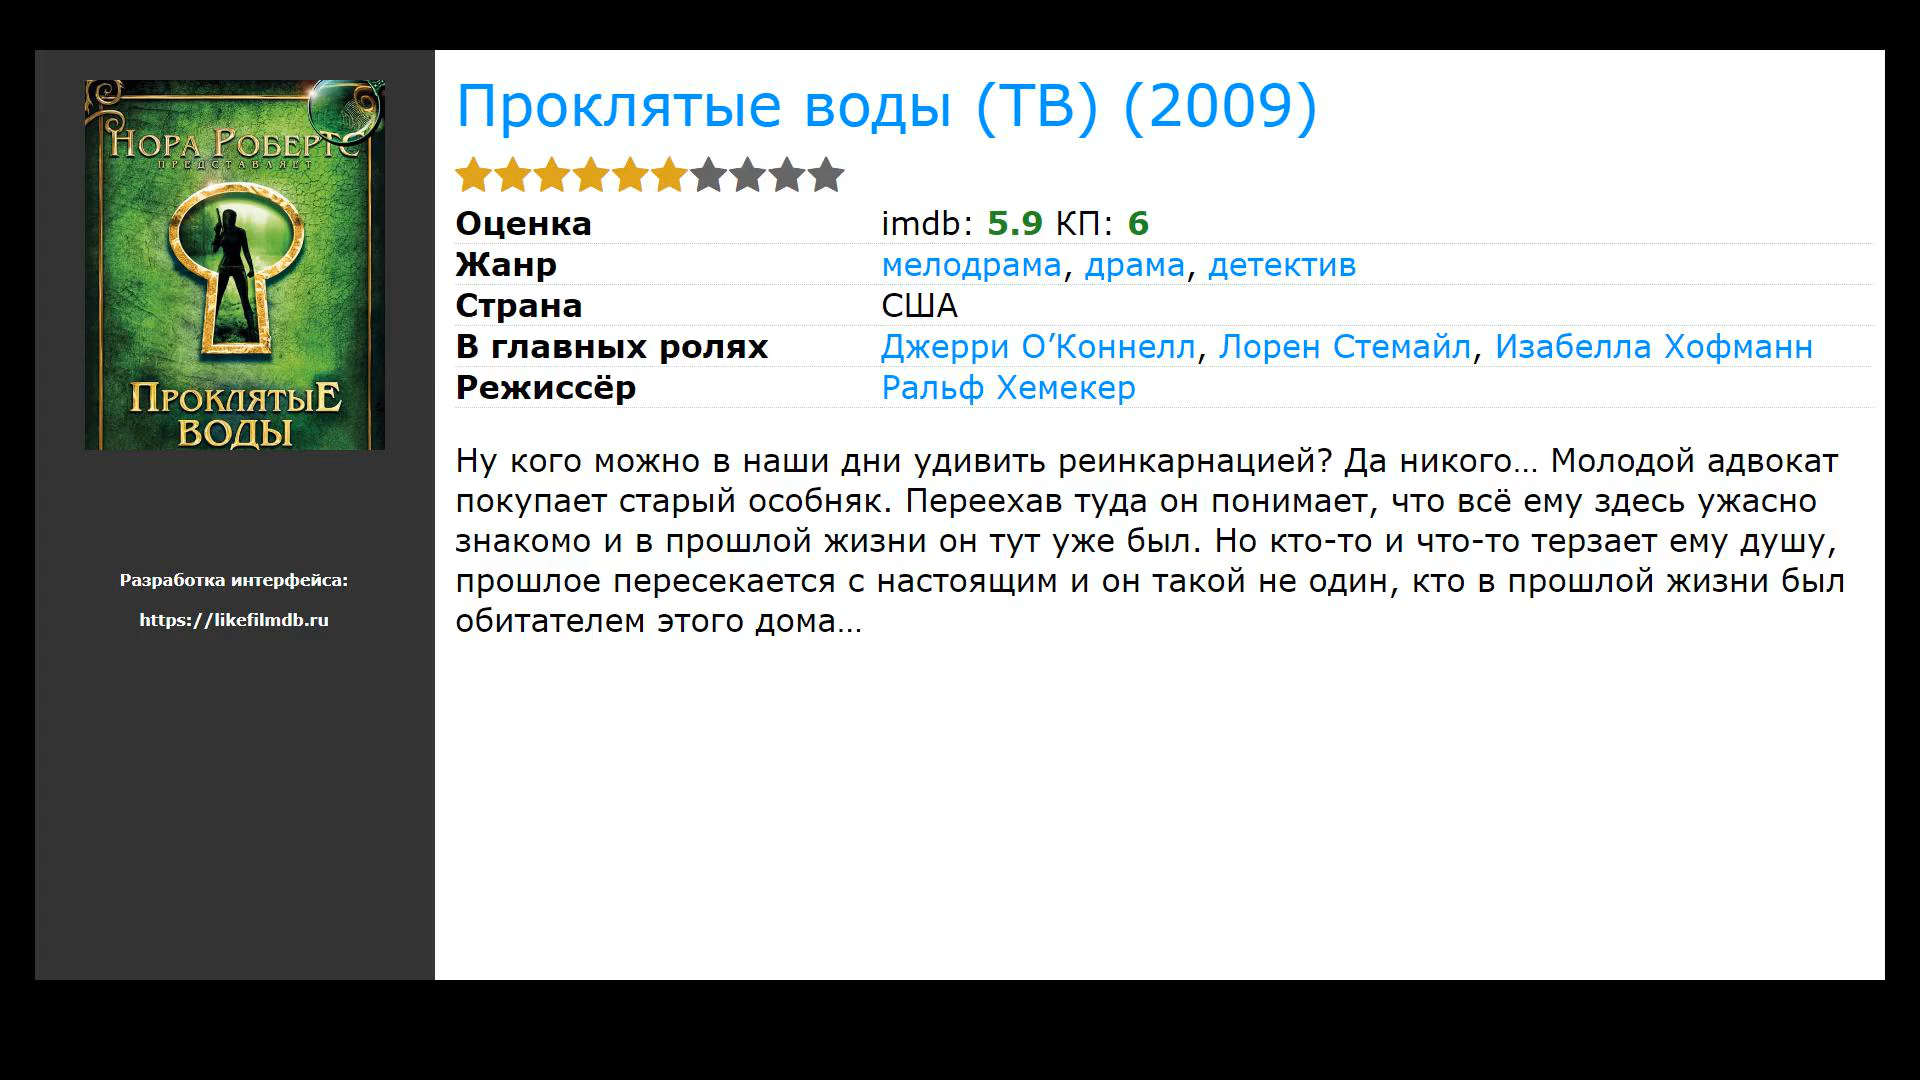 Нора Робертс
представляет
Проклятые
воды
Разработка интерфейса:
https://likefilmdb.ru
Проклятые воды (ТВ) (2009)
Оценка imdb: 5.9 КП: 6
Жанр мелодрама, драма, детектив
Страна США
В главных ролях Джерри О’Коннелл, Лорен Стемайл, Изабелла Хофманн
Режиссёр Ральф Хемекер
Ну кого можно в наши дни удивить реинкарнацией? Да никого… Молодой адвокат
покупает старый особняк. Переехав туда он понимает, что всё ему здесь ужасно
знакомо и в прошлой жизни он тут уже был. Но кто-то и что-то терзает ему душу,
прошлое пересекается с настоящим и он такой не один, кто в прошлой жизни был
обитателем этого дома…